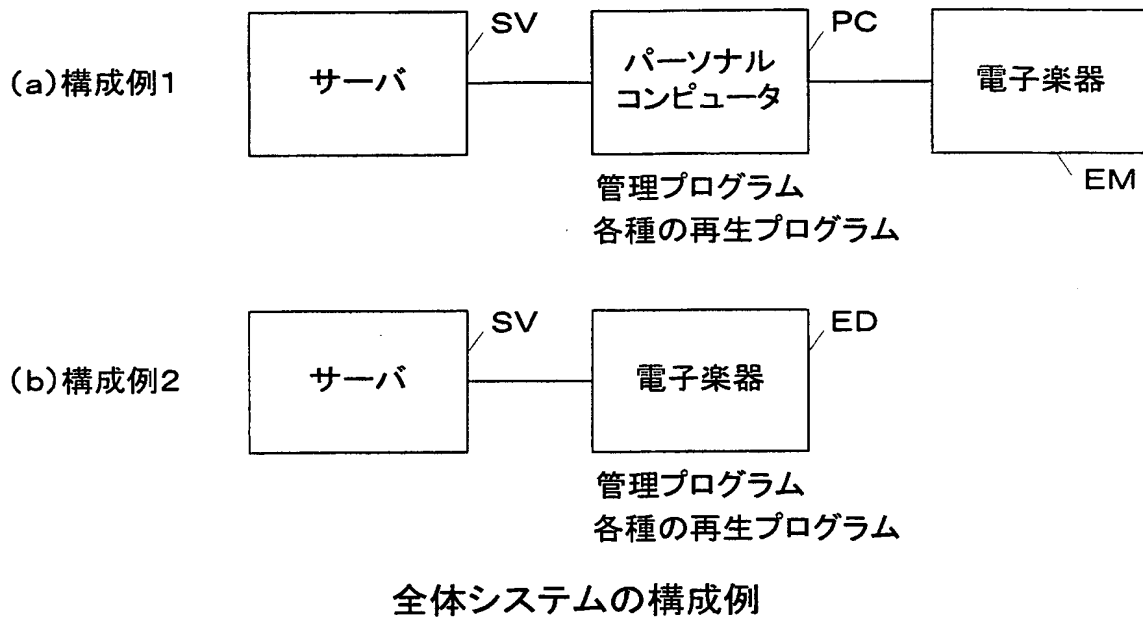 SV
PC
(a)構成例1
サーバ
パーソナル
コンピュータ
電子楽器
EM
管理プログラム
各種の再生プログラム
SV
ED
(b)構成例2
サーバ
電子楽器
管理プログラム
各種の再生プログラム
全体システムの構成例